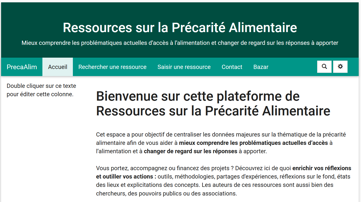 Ressources sur la Précarité Alimentaire
Mieux comprendre les problématiques actuelles d'accès à l'alimentation et changer de regard sur les réponses à apporter
PrecaAlim Accueil Rechercher une ressource Saisir une ressource Contact Bazar
Double cliquer sur ce texte
pour éditer cette colonne.
Bienvenue sur cette plateforme de
Ressources sur la Précarité Alimentaire
Cet espace a pour objectif de centraliser les données majeures sur la thématique de la précarité
alimentaire afin de vous aider à mieux comprendre les problématiques actuelles d'accès à
l'alimentation et à changer de regard sur les réponses à apporter.
Vous portez, accompagnez ou financez des projets ? Découvrez ici de quoi enrichir vos réflexions
et outiller vos actions : outils, méthodologies, partages d'expériences, réflexions sur le fond, états
des lieux et explicitations des concepts. Les auteurs de ces ressources sont aussi bien des
chercheurs, des pouvoirs publics ou des associations.